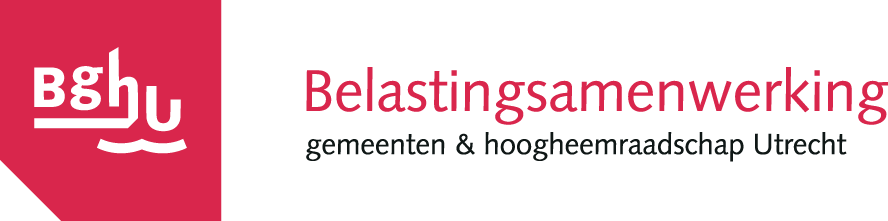 BghU
Belastingsamenwerking
gemeenten & hoogheemraadschap Utrecht